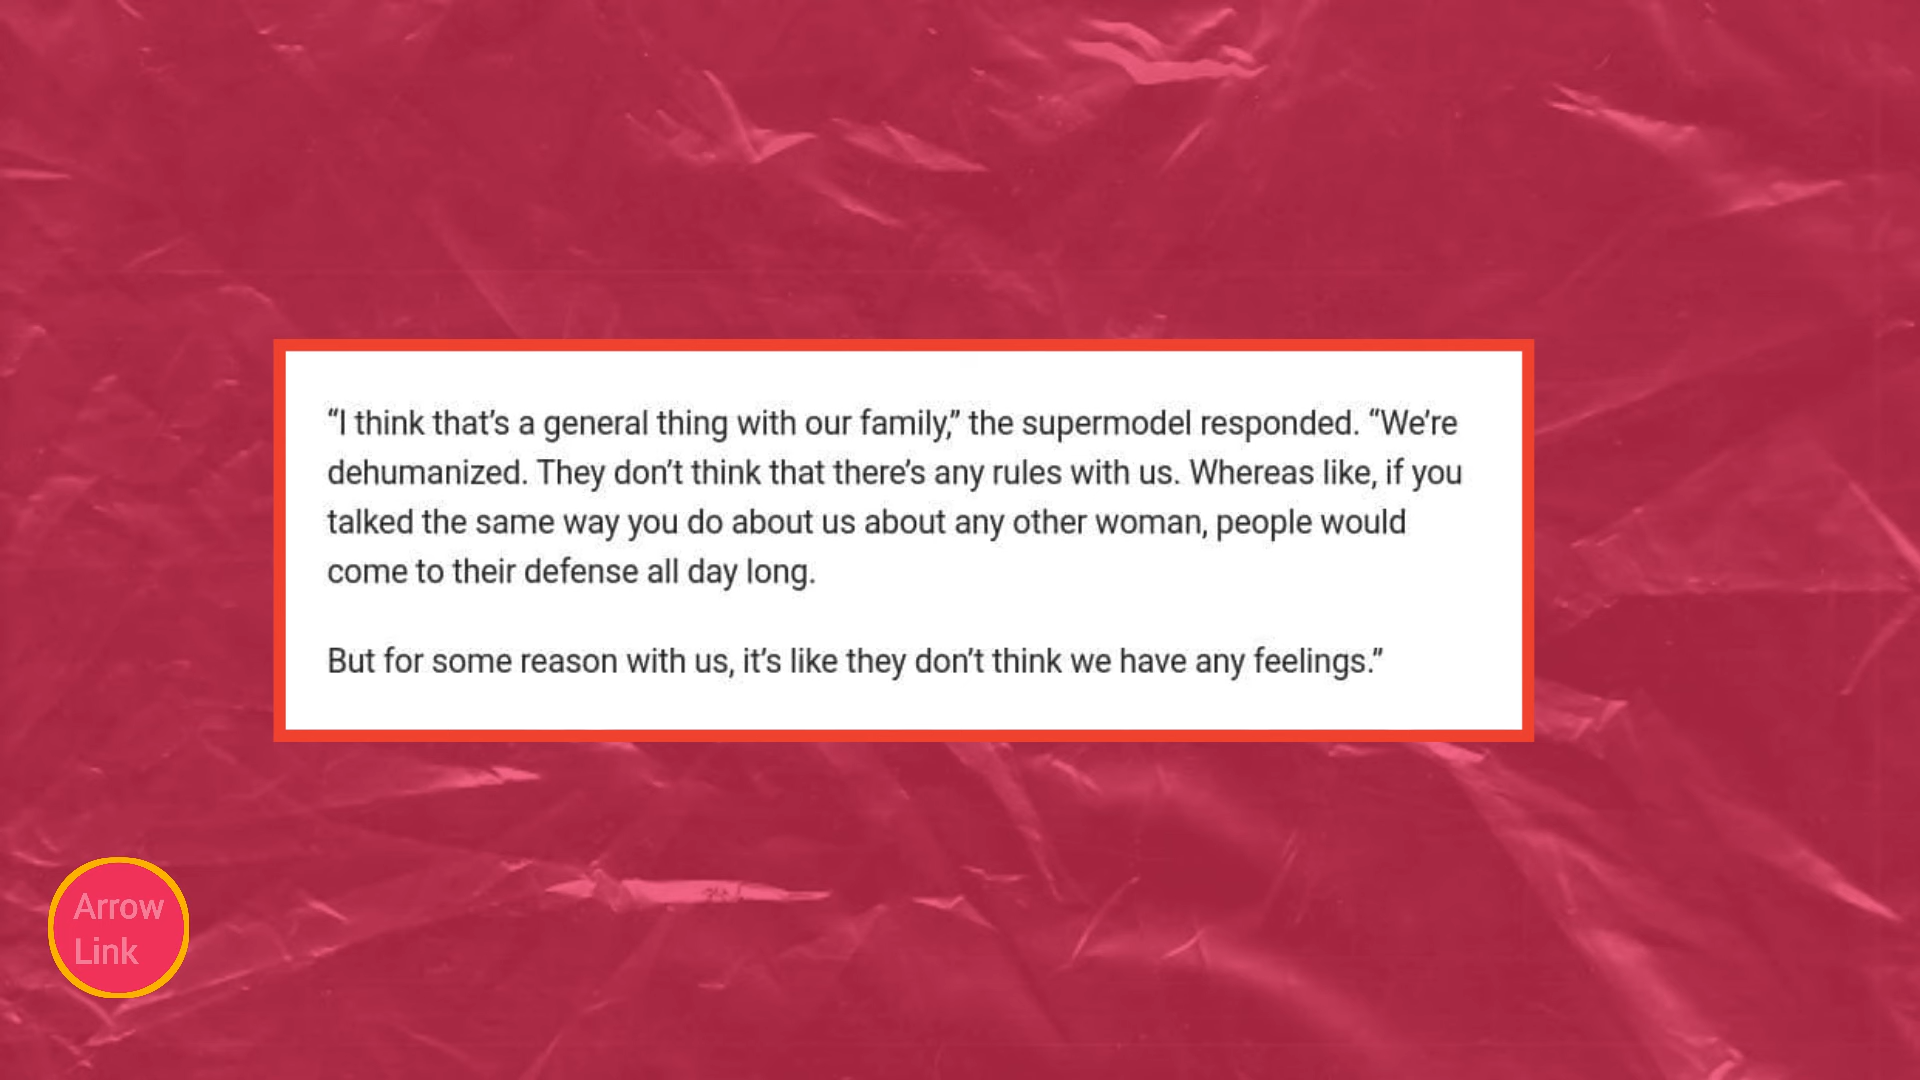 “I think that’s a general thing with our family,” the supermodel responded. “We’re
dehumanized. They don’t think that there’s any rules with us. Whereas like, if you
talked the same way you do about us about any other woman, people would
come to their defense all day long.
But for some reason with us, it’s like they don’t think we have any feelings.”
Arrow
Link